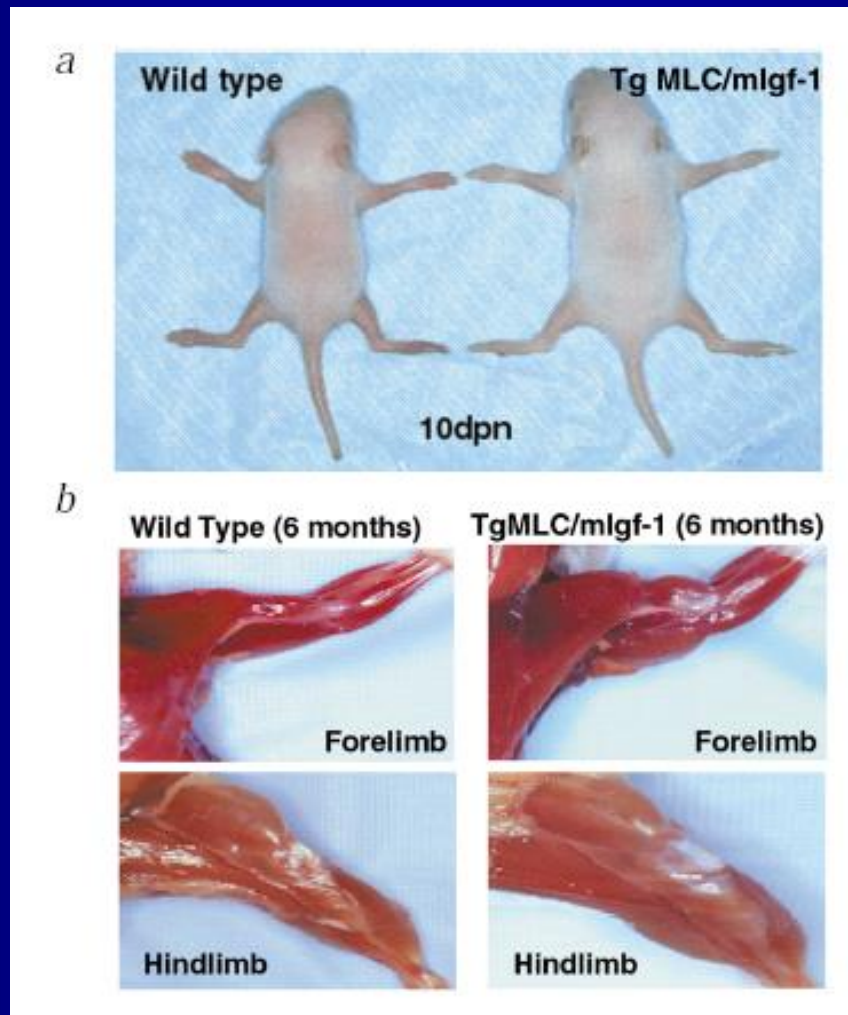 a
Wild type
Tg MLC/mIgf-1
10dpn
b
Wild Type (6 months)
TgMLC/mIgf-1 (6 months)
Forelimb
Forelimb
Hindlimb
Hindlimb